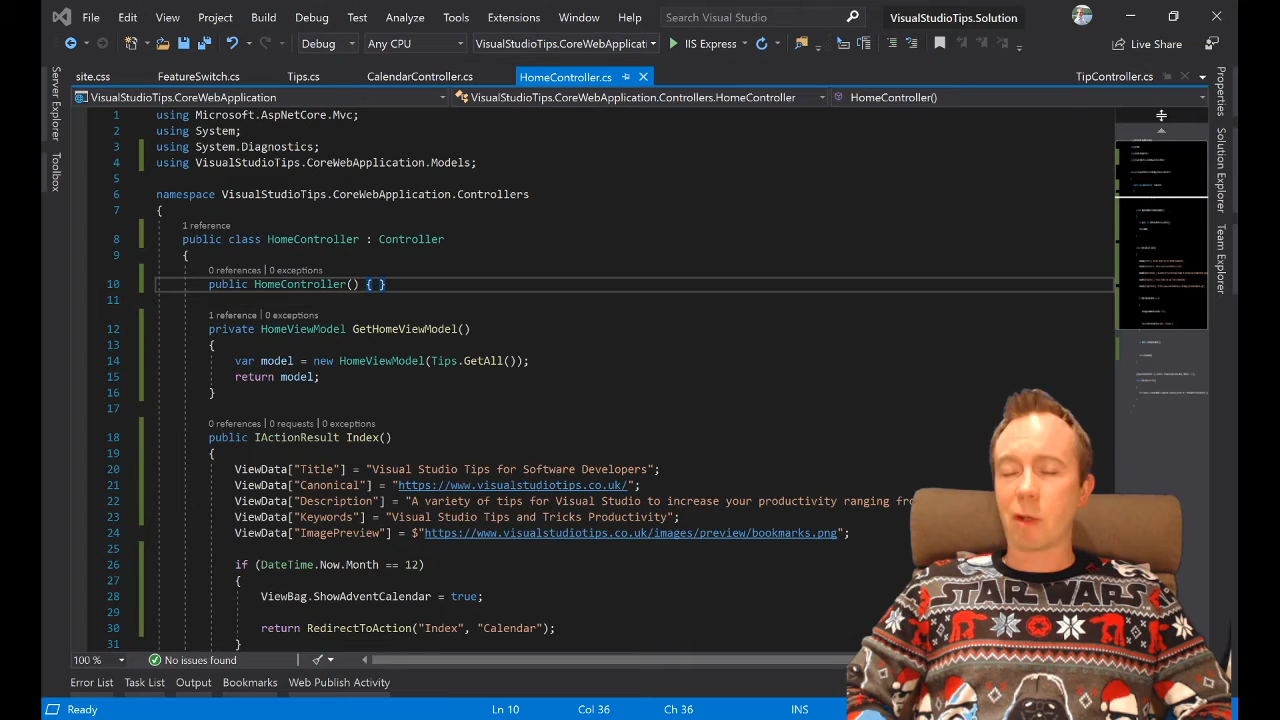 File Edit View Project Build Debug Test Analyze Tools Extensions Window Help Search Visual Studio VisualStudioTips.Solution
Debug Any CPU VisualStudioTips.CoreWebApplicati IIS Express Live Share
site.css FeatureSwitch.cs Tips.cs CalendarController.cs HomeController.cs TipController.cs
VisualStudioTips.CoreWebApplication VisualStudioTips.CoreWebApplication.Controllers.HomeController HomeController()
Server Explorer
Toolbox
Properties
Solution Explorer
Team Explorer
1 using Microsoft.AspNetCore.Mvc;
2 using System;
3 using System.Diagnostics;
4 using VisualStudioTips.CoreWebApplication.Models;
5
6 namespace VisualStudioTips.CoreWebApplication.Controllers
7 {
1 reference
8 public class HomeController : Controller
9 {
0 references | 0 exceptions
10 public HomeController() { }
11
1 reference | 0 exceptions
12 private HomeViewModel GetHomeViewModel()
13 {
14 var model = new HomeViewModel(Tips.GetAll());
15 return model;
16 }
17
0 references | 0 requests | 0 exceptions
18 public IActionResult Index()
19 {
20 ViewData["Title"] = "Visual Studio Tips for Software Developers";
21 ViewData["Canonical"] = "https://www.visualstudiotips.co.uk/";
22 ViewData["Description"] = "A variety of tips for Visual Studio to increase your productivity ranging fro
23 ViewData["Keywords"] = "Visual Studio Tips and Tricks Productivity";
24 ViewData["ImagePreview"] = $"https://www.visualstudiotips.co.uk/images/preview/bookmarks.png";
25
26 if (DateTime.Now.Month == 12)
27 {
28 ViewBag.ShowAdventCalendar = true;
29
30 return RedirectToAction("Index", "Calendar");
31 }
100 % No issues found
Error List Task List Output Bookmarks Web Publish Activity
Ready Ln 10 Col 36 Ch 36 INS
STAR WARS